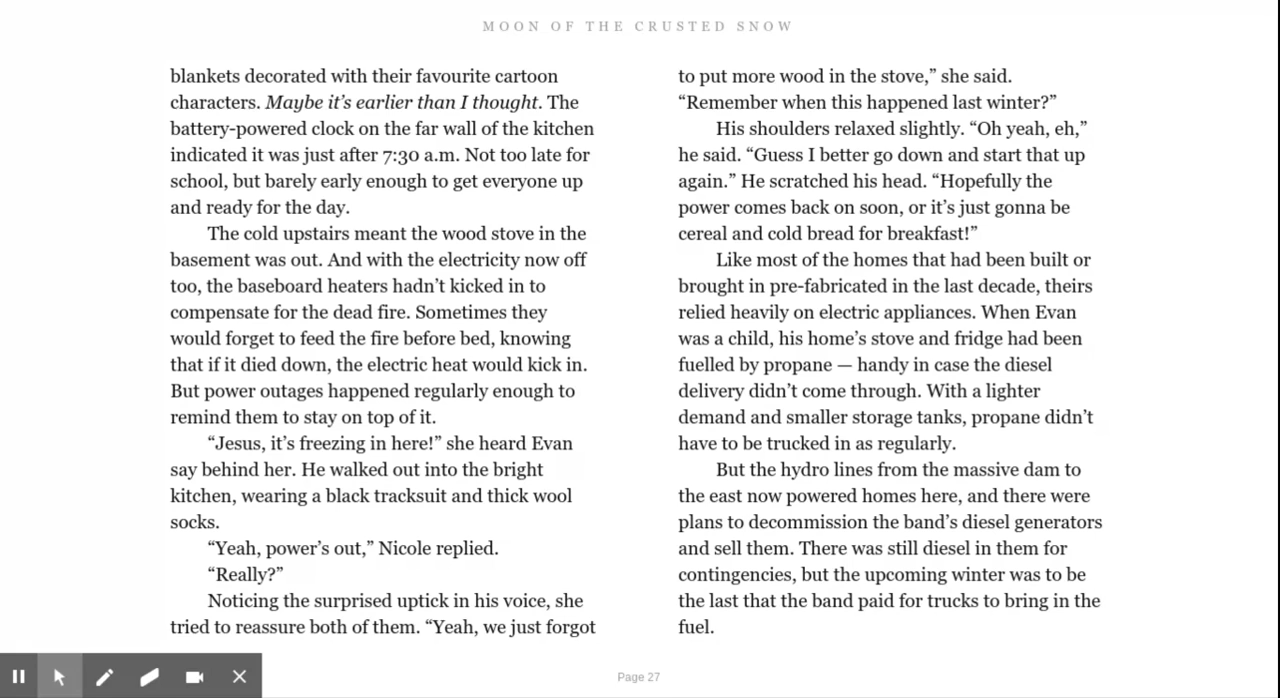 MOON OF THE CRUSTED SNOW
blankets decorated with their favourite cartoon
characters. Maybe it’s earlier than I thought. The
battery-powered clock on the far wall of the kitchen
indicated it was just after 7:30 a.m. Not too late for
school, but barely early enough to get everyone up
and ready for the day.
The cold upstairs meant the wood stove in the
basement was out. And with the electricity now off
too, the baseboard heaters hadn’t kicked in to
compensate for the dead fire. Sometimes they
would forget to feed the fire before bed, knowing
that if it died down, the electric heat would kick in.
But power outages happened regularly enough to
remind them to stay on top of it.
“Jesus, it’s freezing in here!” she heard Evan
say behind her. He walked out into the bright
kitchen, wearing a black tracksuit and thick wool
socks.
“Yeah, power’s out,” Nicole replied.
“Really?”
Noticing the surprised uptick in his voice, she
tried to reassure both of them. “Yeah, we just forgot
to put more wood in the stove,” she said.
“Remember when this happened last winter?”
His shoulders relaxed slightly. “Oh yeah, eh,”
he said. “Guess I better go down and start that up
again.” He scratched his head. “Hopefully the
power comes back on soon, or it’s just gonna be
cereal and cold bread for breakfast!”
Like most of the homes that had been built or
brought in pre-fabricated in the last decade, theirs
relied heavily on electric appliances. When Evan
was a child, his home’s stove and fridge had been
fuelled by propane — handy in case the diesel
delivery didn’t come through. With a lighter
demand and smaller storage tanks, propane didn’t
have to be trucked in as regularly.
But the hydro lines from the massive dam to
the east now powered homes here, and there were
plans to decommission the band’s diesel generators
and sell them. There was still diesel in them for
contingencies, but the upcoming winter was to be
the last that the band paid for trucks to bring in the
fuel.
Page 27